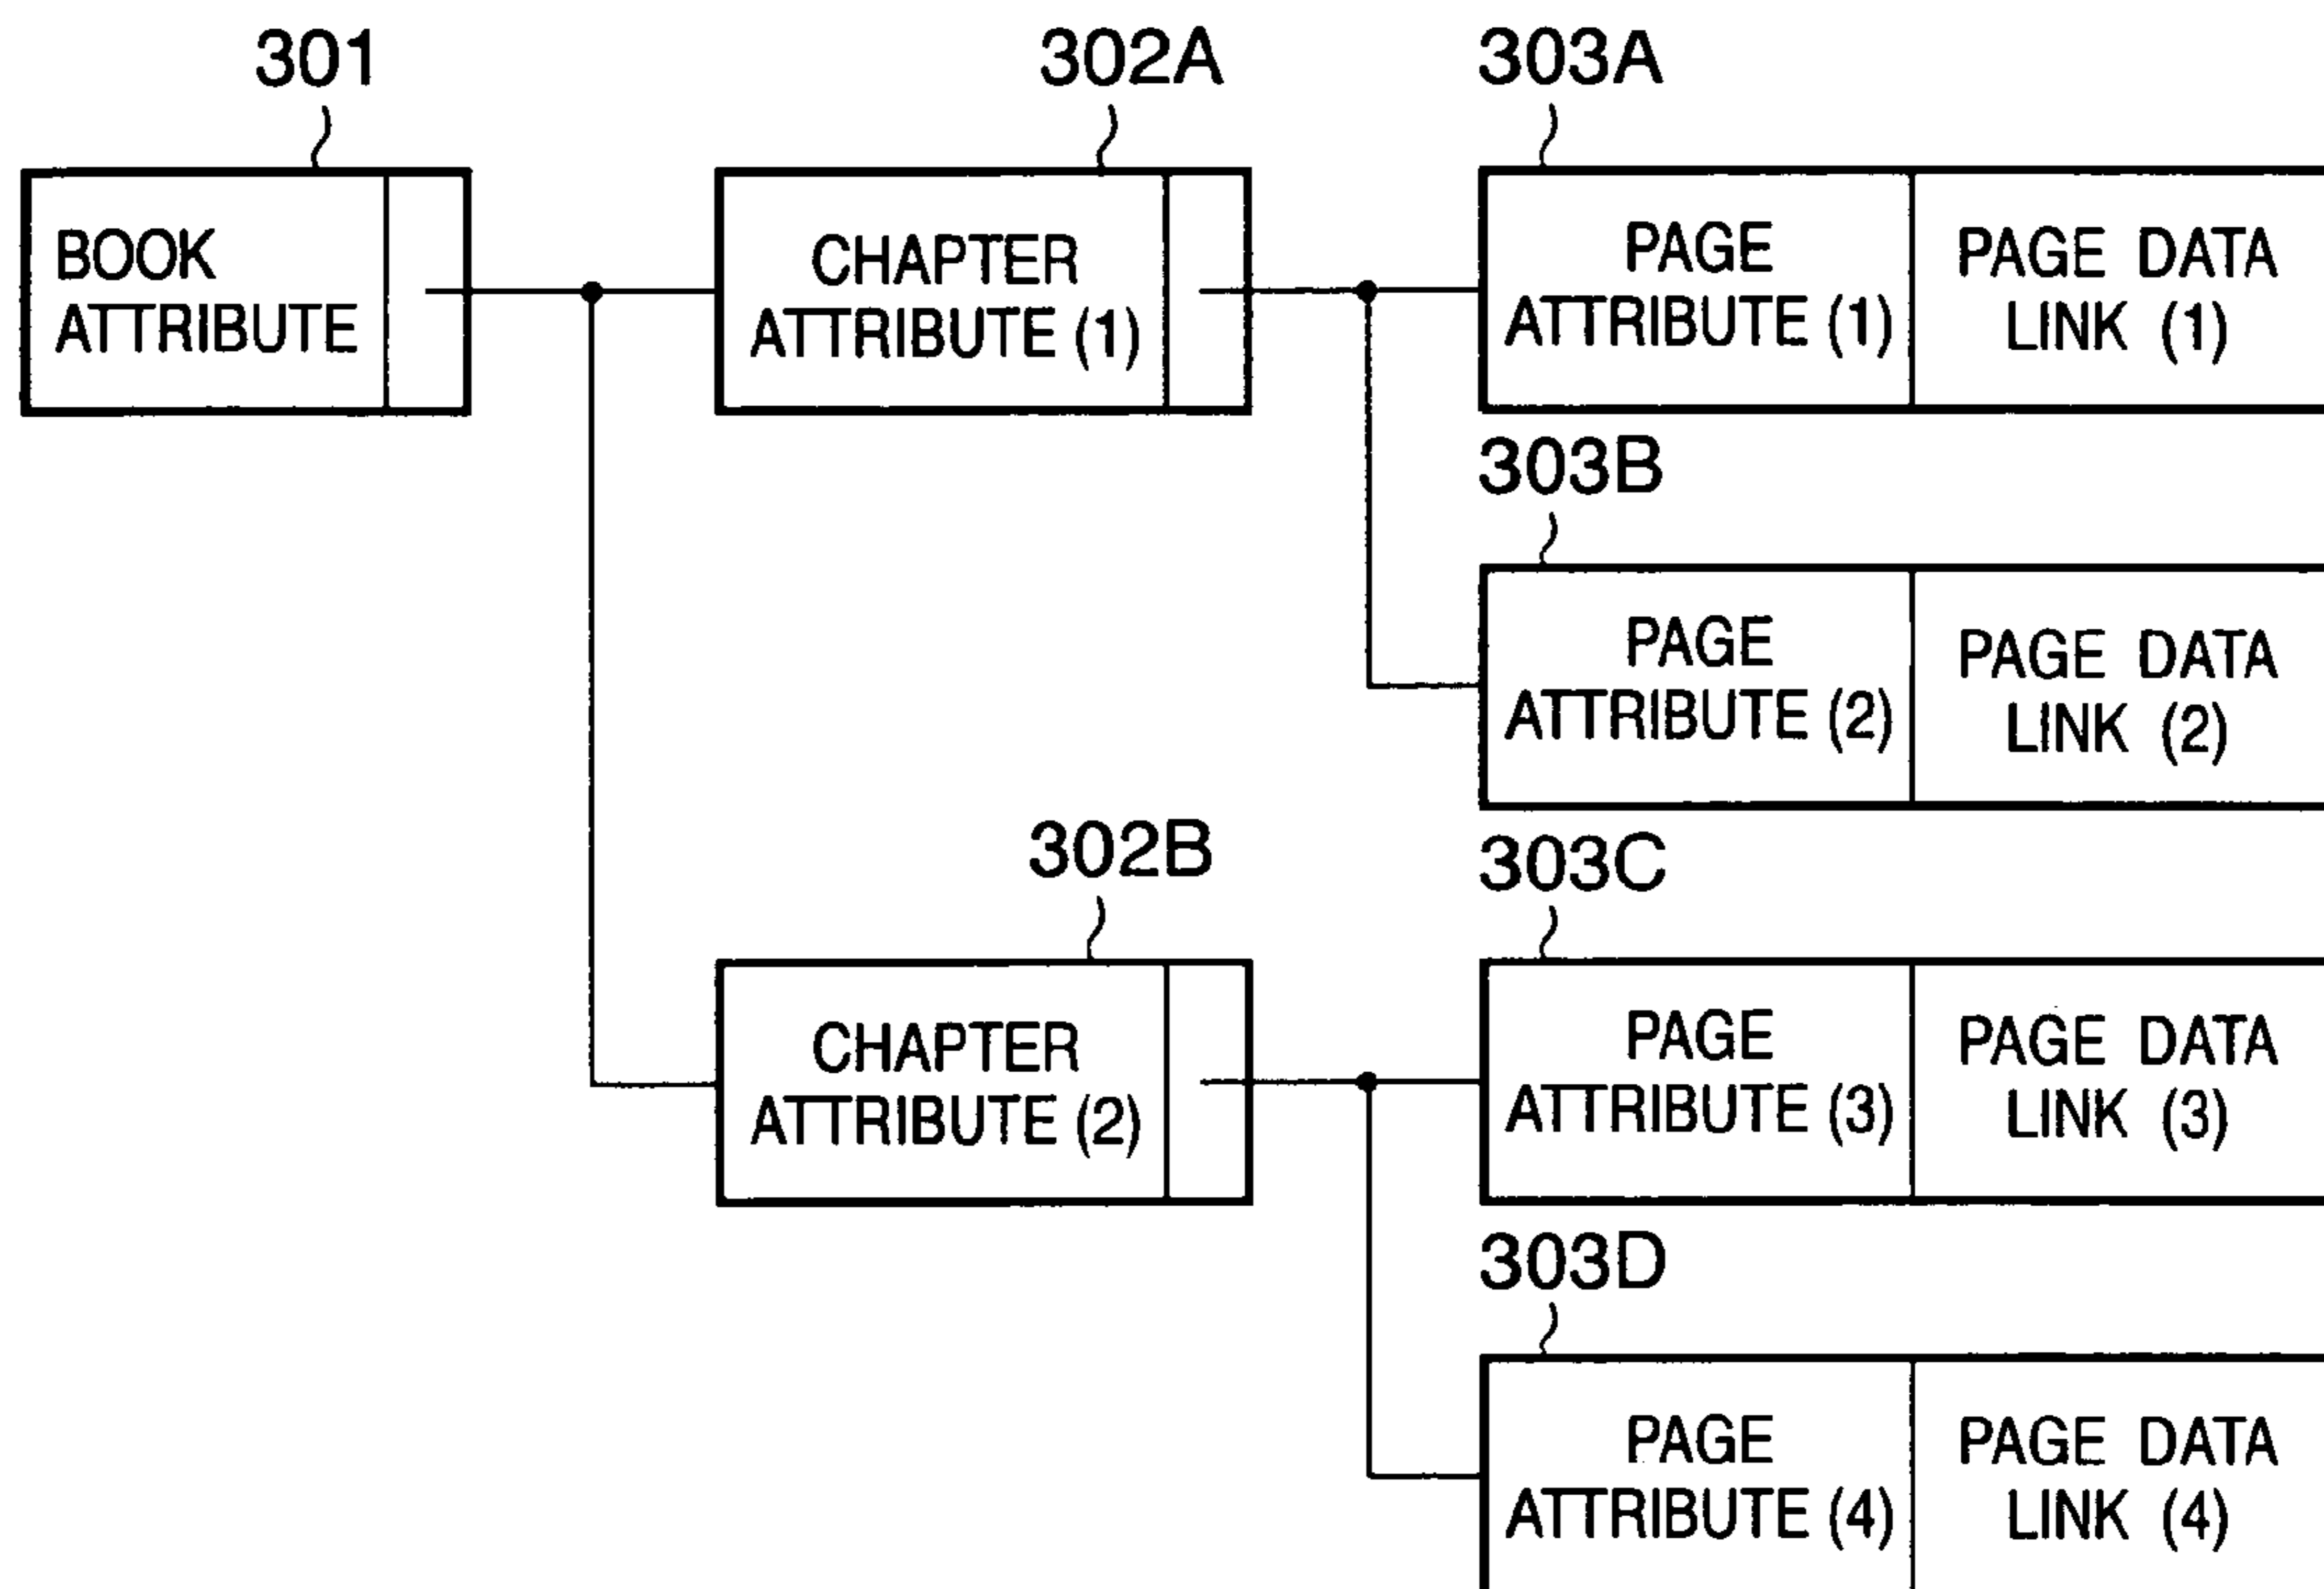 301
302A
303A
BOOK
ATTRIBUTE
CHAPTER
ATTRIBUTE (1)
PAGE
ATTRIBUTE (1)
PAGE DATA
LINK (1)
303B
PAGE
ATTRIBUTE (2)
PAGE DATA
LINK (2)
302B
303C
CHAPTER
ATTRIBUTE (2)
PAGE
ATTRIBUTE (3)
PAGE DATA
LINK (3)
303D
PAGE
ATTRIBUTE (4)
PAGE DATA
LINK (4)